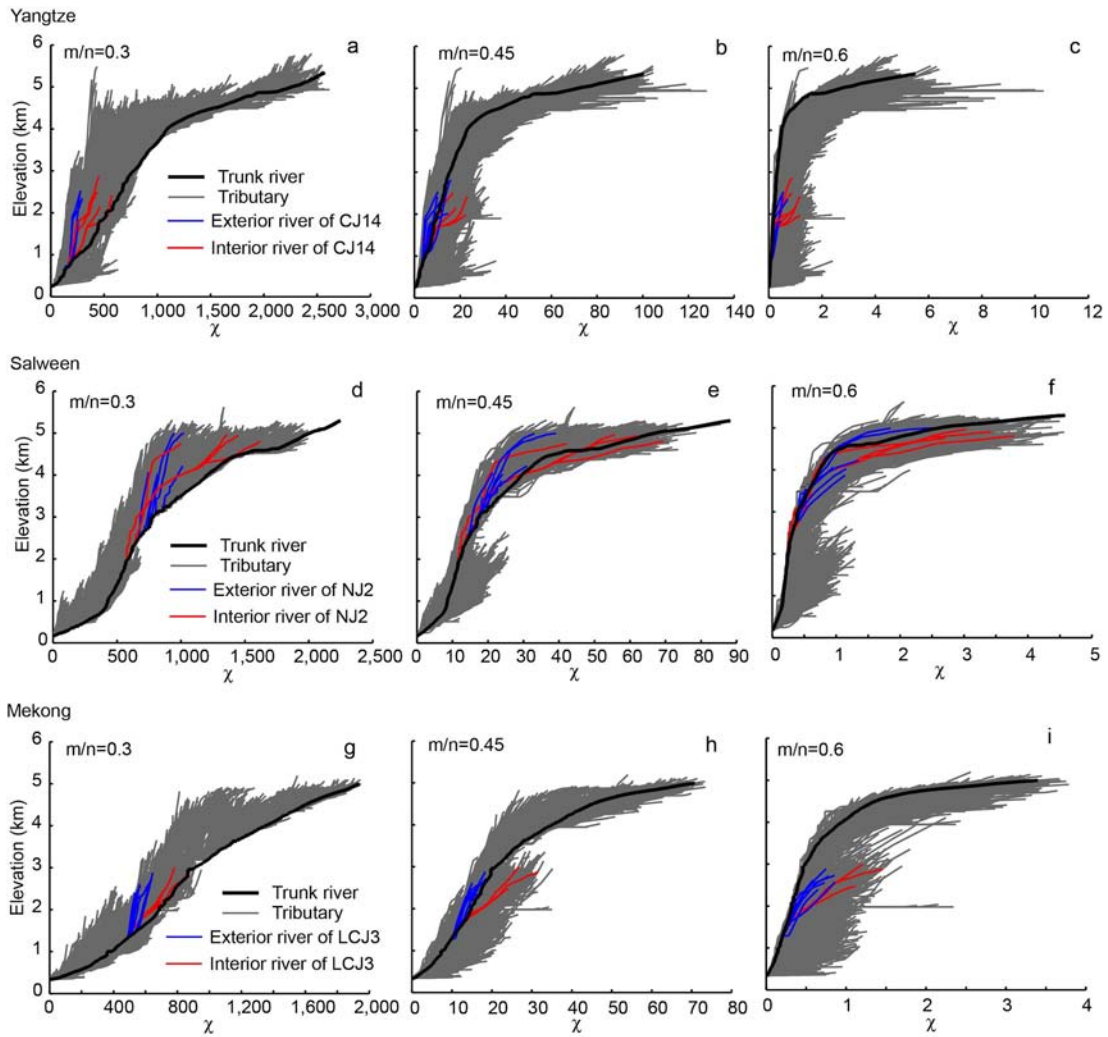 Yangtze
m/n=0.3
a
m/n=0.45
b
m/n=0.6
c
Elevation (km)
6
5
4
3
2
1
0
Trunk river
Tributary
Exterior river of CJ14
Interior river of CJ14
0 500 1,000 1,500 2,000 2,500 3,000
χ
0 20 40 60 80 100 120 140
χ
0 2 4 6 8 10 12
χ
Salween
m/n=0.3
d
m/n=0.45
e
m/n=0.6
f
Elevation (km)
6
5
4
3
2
1
0
Trunk river
Tributary
Exterior river of NJ2
Interior river of NJ2
0 500 1,000 1,500 2,000 2,500
χ
0 10 20 30 40 50 60 70 80 90
χ
0 1 2 3 4 5
χ
Mekong
m/n=0.3
g
m/n=0.45
h
m/n=0.6
i
Elevation (km)
6
5
4
3
2
1
0
Trunk river
Tributary
Exterior river of LCJ3
Interior river of LCJ3
0 400 800 1,200 1,600 2,000
χ
0 10 20 30 40 50 60 70 80
χ
0 1 2 3 4
χ